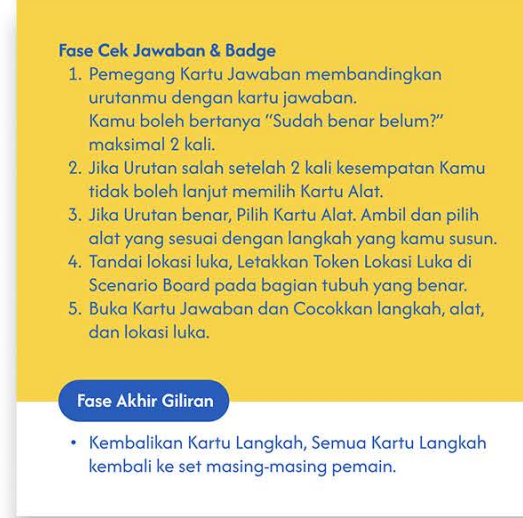 Fase Cek Jawaban & Badge
1. Pemegang Kartu Jawaban membandingkan
urutanmu dengan kartu jawaban.
Kamu boleh bertanya "Sudah benar belum?"
maksimal 2 kali.
2. Jika Urutan salah setelah 2 kali kesempatan Kamu
tidak boleh lanjut memilih Kartu Alat.
3. Jika Urutan benar, Pilih Kartu Alat. Ambil dan pilih
alat yang sesuai dengan langkah yang kamu susun.
4. Tandai lokasi luka, Letakkan Token Lokasi Luka di
Scenario Board pada bagian tubuh yang benar.
5. Buka Kartu Jawaban dan Cocokkan langkah, alat,
dan lokasi luka.
Fase Akhir Giliran
• Kembalikan Kartu Langkah, Semua Kartu Langkah
kembali ke set masing-masing pemain.